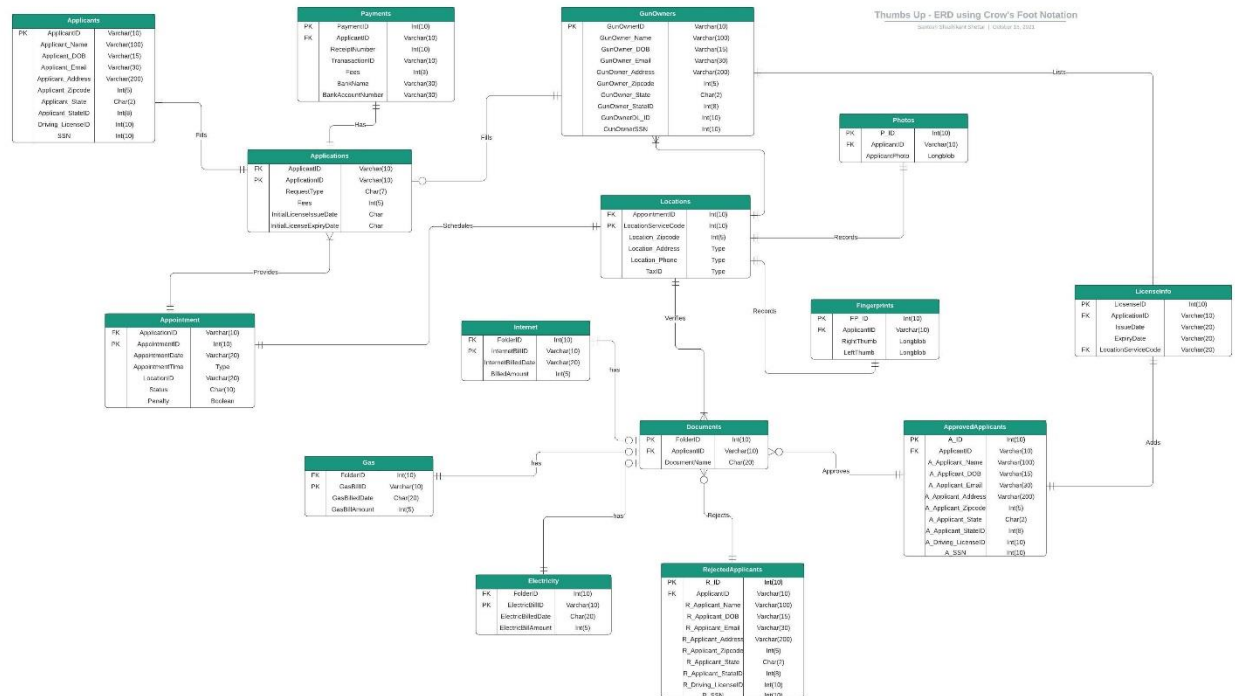 Thumbs Up - ERD using Crow's Foot Notation
October 24, 2021
Applicants
PK ApplicantID Varchar(10)
Applicant_Name Varchar(100)
Applicant_DOB Varchar(15)
Applicant_Email Varchar(30)
Applicant_Address Varchar(200)
Applicant_Zipcode Int(5)
Applicant_State Char(2)
Applicant_StateID Int(8)
Driving_LicenseID Int(10)
SSN Int(10)
Payments
PK PaymentID Int(10)
FK ApplicantID Varchar(10)
ReceiptNumber Int(10)
TranasactionID Varchar(10)
Fees Int(3)
BankName Varchar(30)
BankAccountNumber Varchar(30)
GunOwners
PK GunOwnerID Varchar(10)
GunOwner_Name Varchar(100)
GunOwner_DOB Varchar(15)
GunOwner_Email Varchar(30)
GunOwner_Address Varchar(200)
GunOwner_Zipcode Int(5)
GunOwner_State Char(2)
GunOwner_StateID Int(8)
GunOwnerDL_ID Int(10)
GunOwnerSSN Int(10)
Lists
Photos
PK P_ID Int(10)
FK ApplicantID Varchar(10)
ApplicantPhoto Longblob
Fills
Has
Fills
Applications
FK ApplicantID Varchar(10)
PK ApplicationID Varchar(10)
RequestType Char(7)
Fees Int(5)
InitialLicenseIssueDate Char
InitialLicenseExpiryDate Char
Locations
FK AppointmentID Int(10)
PK LocationServiceCode Int(10)
Location_Zipcode Int(5)
Location_Address Type
Location_Phone Type
TaxID Type
Schedules
Records
Provides
Appointment
FK ApplicationID Varchar(10)
PK AppointmentID Int(10)
AppointmentDate Varchar(20)
AppointmentTime Type
LocationID Varchar(20)
Status Char(10)
Penalty Boolean
Internet
FK FolderID Int(10)
PK InternetBillID Varchar(10)
InternetBilledDate Varchar(20)
BilledAmount Int(5)
Verifies
Records
Fingerprints
PK FP_ID Int(10)
FK ApplicantID Varchar(10)
RightThumb Longblob
LeftThumb Longblob
LicenseInfo
PK LicsenseID Int(10)
FK ApplicationID Varchar(10)
IssueDate Varchar(20)
ExpiryDate Varchar(20)
FK LocationServiceCode Varchar(20)
has
Documents
PK FolderID Int(10)
FK ApplicantID Varchar(10)
DocumentName Char(20)
ApprovedApplicants
PK A_ID Int(10)
FK ApplicantID Varchar(10)
A_Applicant_Name Varchar(100)
A_Applicant_DOB Varchar(15)
A_Applicant_Email Varchar(30)
A_Applicant_Address Varchar(200)
A_Applicant_Zipcode Int(5)
A_Applicant_State Char(2)
A_Applicant_StateID Int(8)
A_Driving_LicenseID Int(10)
A_SSN Int(10)
Adds
Gas
FK FolderID Int(10)
PK GasBillID Varchar(10)
GasBilledDate Char(20)
GasBillAmount Int(5)
has
Approves
has
Rejects
Electricity
FK FolderID Int(10)
PK ElectricBillID Varchar(10)
ElectricBilledDate Char(20)
ElectricBillAmount Int(5)
RejectedApplicants
PK R_ID Int(10)
FK ApplicantID Varchar(10)
R_Applicant_Name Varchar(100)
R_Applicant_DOB Varchar(15)
R_Applicant_Email Varchar(30)
R_Applicant_Address Varchar(200)
R_Applicant_Zipcode Int(5)
R_Applicant_State Char(2)
R_Applicant_StateID Int(8)
R_Driving_LicenseID Int(10)
R_SSN Int(10)